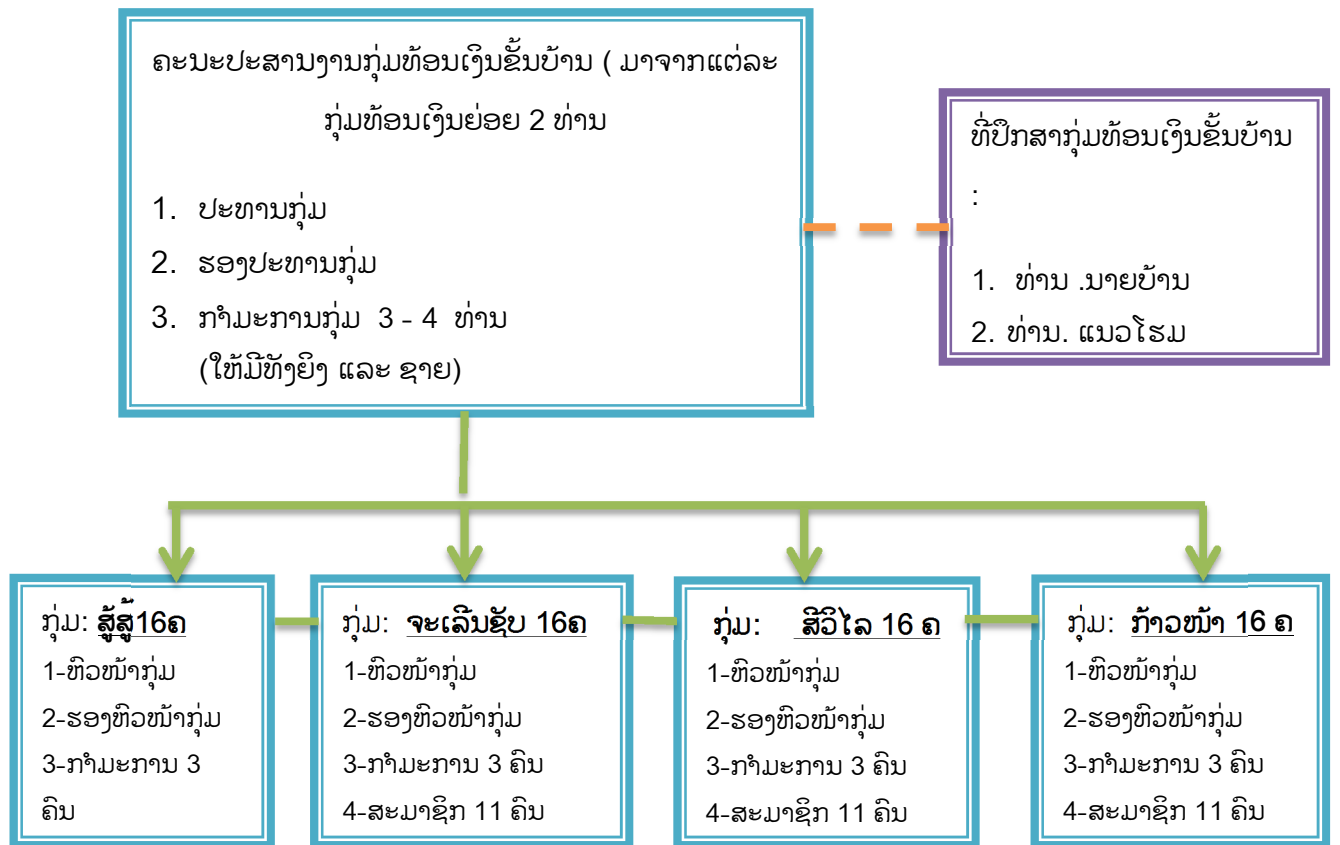 ຄະນະປະສານງານກຸ່ມທ້ອນເງິນຂັ້ນບ້ານ ( ມາຈາກແຕ່ລະ
ກຸ່ມທ້ອນເງິນຍ່ອຍ 2 ທ່ານ
1. ປະທານກຸ່ມ
2. ຮອງປະທານກຸ່ມ
3. ກຳມະການກຸ່ມ 3 - 4 ທ່ານ
(ໃຫ້ມີທັງຍິງ ແລະ ຊາຍ)
ທີ່ປຶກສາກຸ່ມທ້ອນເງິນຂັ້ນບ້ານ
:
1. ທ່ານ .ນາຍບ້ານ
2. ທ່ານ. ແນວໂຮມ
ກຸ່ມ: ສູ້ສູ້16ຄ
1-ຫົວໜ້າກຸ່ມ
2-ຮອງຫົວໜ້າກຸ່ມ
3-ກຳມະການ 3
ຄົນ
ກຸ່ມ: ຈະເລີນຊັບ 16ຄ
1-ຫົວໜ້າກຸ່ມ
2-ຮອງຫົວໜ້າກຸ່ມ
3-ກຳມະການ 3 ຄົນ
4-ສະມາຊິກ 11 ຄົນ
ກຸ່ມ: ສີວິໄລ 16 ຄ
1-ຫົວໜ້າກຸ່ມ
2-ຮອງຫົວໜ້າກຸ່ມ
3-ກຳມະການ 3 ຄົນ
4-ສະມາຊິກ 11 ຄົນ
ກຸ່ມ: ກ້າວໜ້າ 16 ຄ
1-ຫົວໜ້າກຸ່ມ
2-ຮອງຫົວໜ້າກຸ່ມ
3-ກຳມະການ 3 ຄົນ
4-ສະມາຊິກ 11 ຄົນ